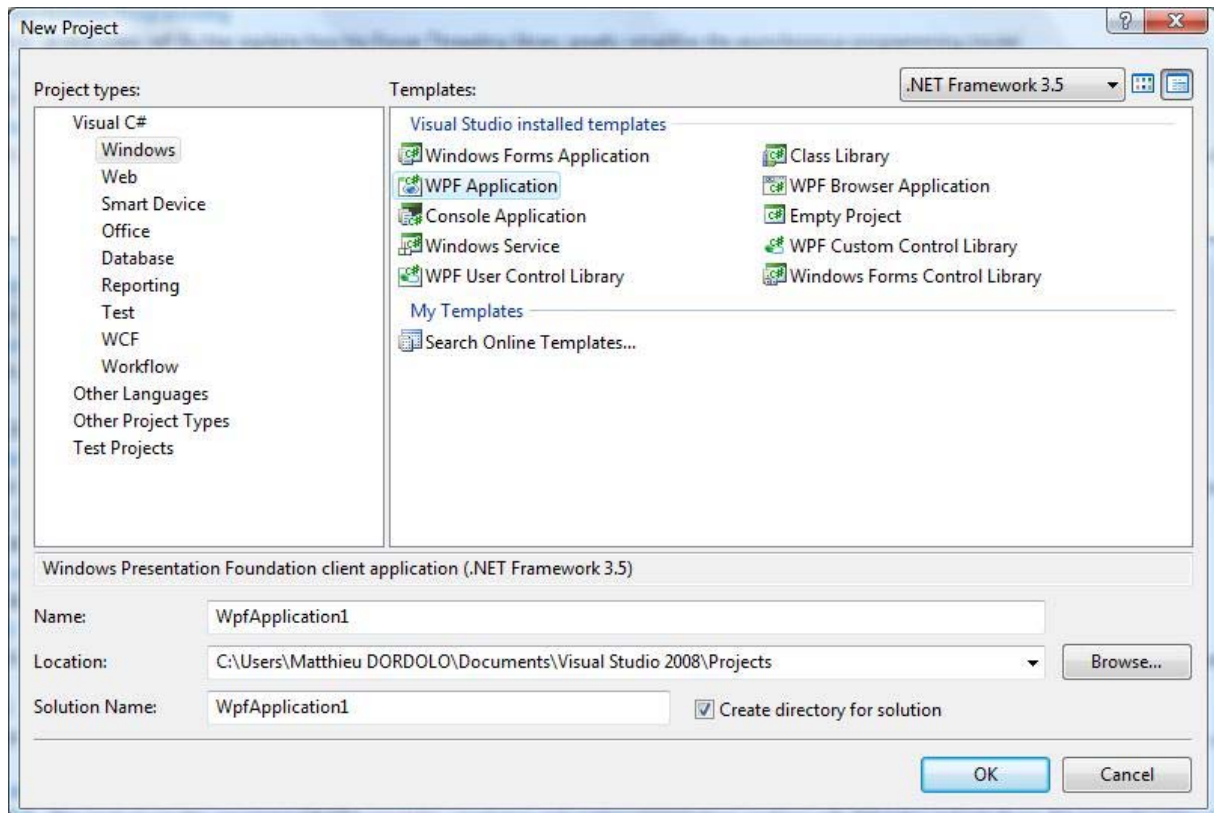 New Project
Project types:
Templates:
.NET Framework 3.5
Visual C#
Windows
Web
Smart Device
Office
Database
Reporting
Test
WCF
Workflow
Other Languages
Other Project Types
Test Projects
Visual Studio installed templates
Windows Forms Application
WPF Application
Console Application
Windows Service
WPF User Control Library
Class Library
WPF Browser Application
Empty Project
WPF Custom Control Library
Windows Forms Control Library
My Templates
Search Online Templates...
Windows Presentation Foundation client application (.NET Framework 3.5)
Name:
WpfApplication1
Location:
C:\Users\Matthieu DORDOLO\Documents\Visual Studio 2008\Projects
Browse...
Solution Name:
WpfApplication1
Create directory for solution
OK
Cancel